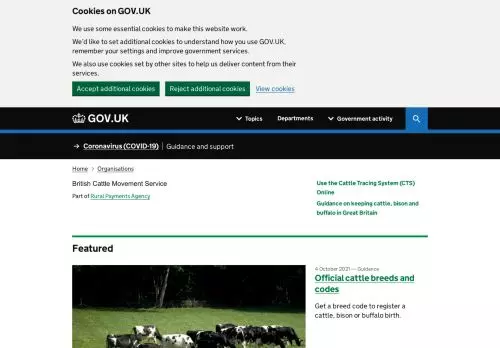 Cookies on GOV.UK
We use some essential cookies to make this website work.
We'd like to set additional cookies to understand how you use GOV.UK,
remember your settings and improve government services.
We also use cookies set by other sites to help us deliver content from their
services.
Accept additional cookies
Reject additional cookies
View cookies
GOV.UK
Topics
Departments
Government activity
→ Coronavirus (COVID-19) | Guidance and support
Home > Organisations
British Cattle Movement Service
Part of Rural Payments Agency
Use the Cattle Tracing System (CTS)
Online
Guidance on keeping cattle, bison and
buffalo in Great Britain
Featured
4 October 2021 — Guidance
Official cattle breeds and
codes
Get a breed code to register a
cattle, bison or buffalo birth.